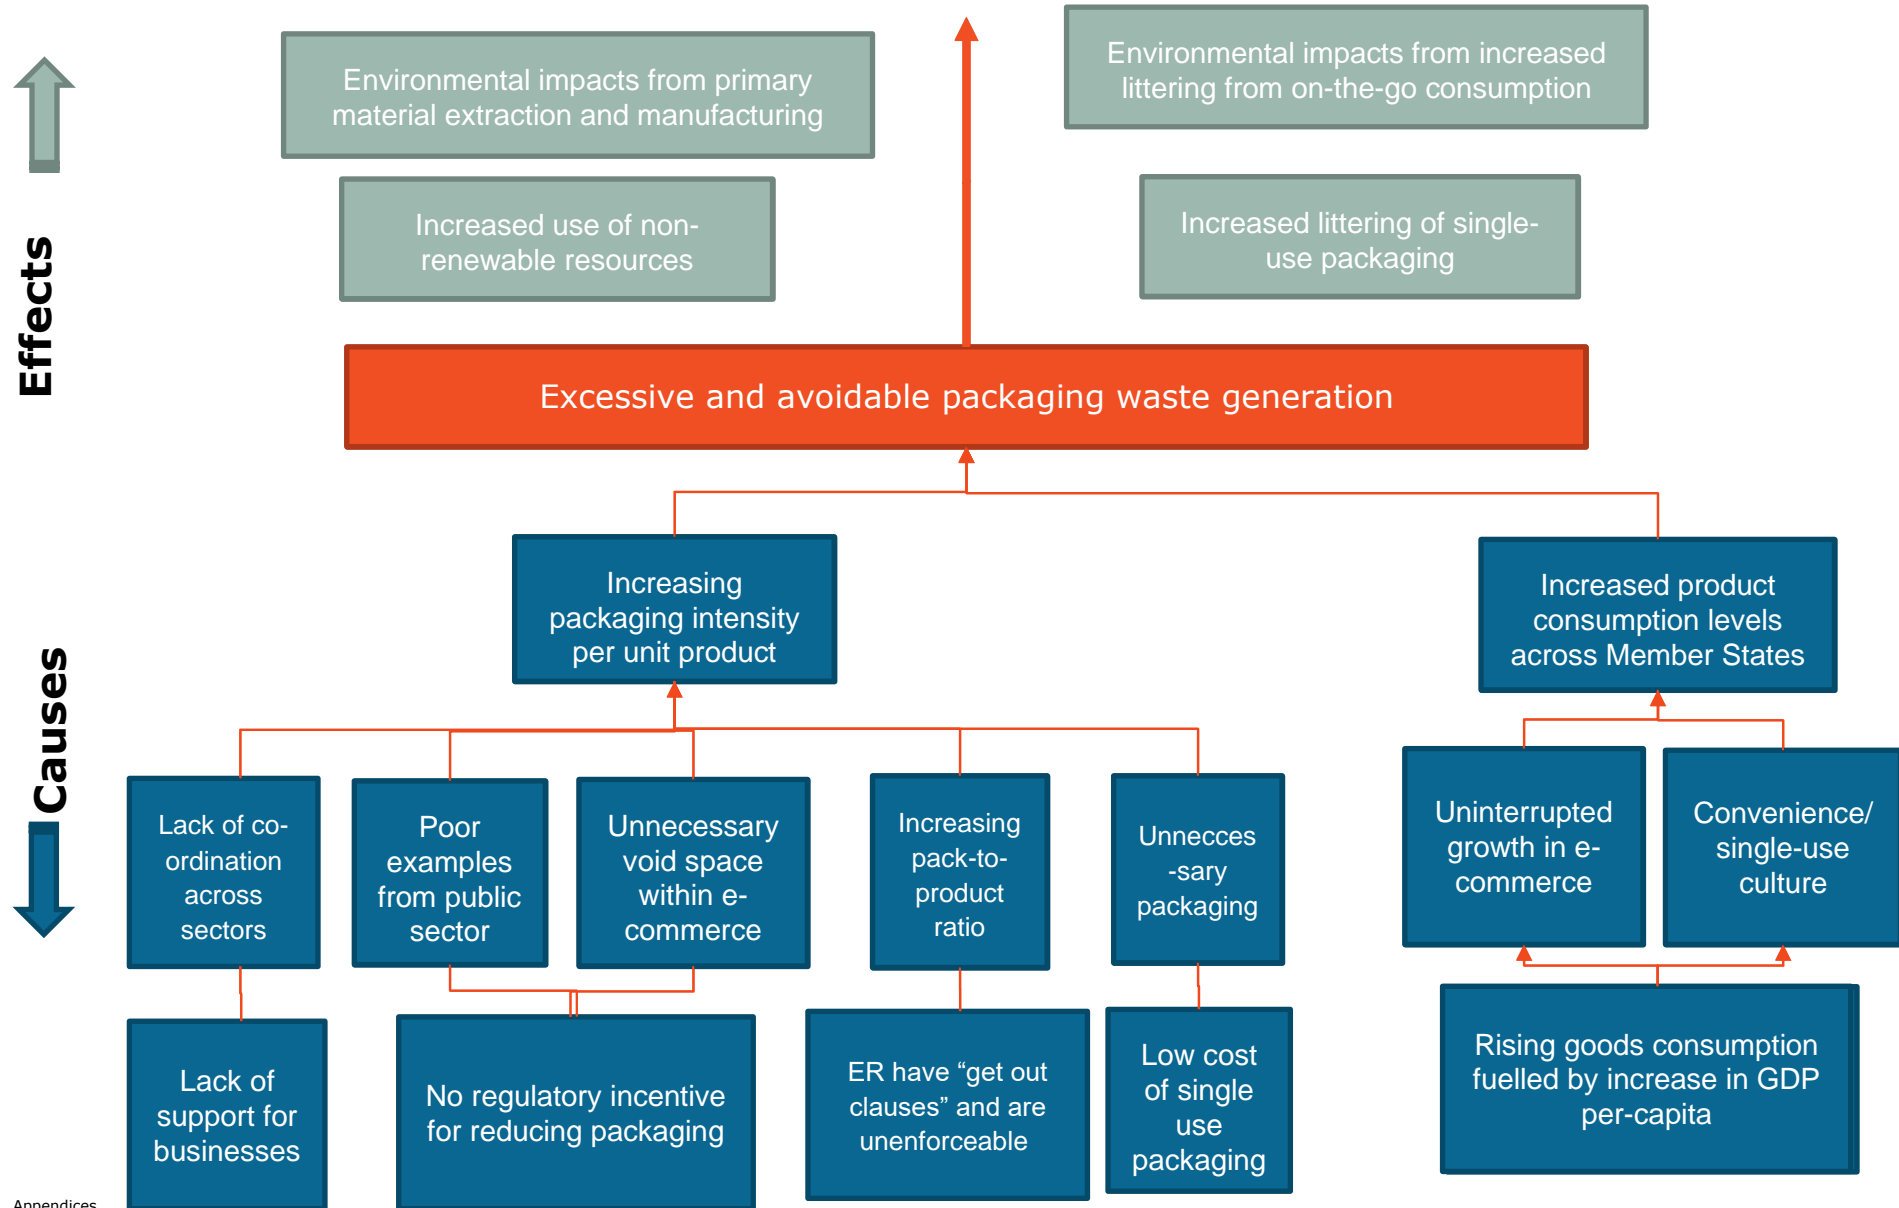 Environmental impacts from primary
material extraction and manufacturing
Environmental impacts from increased
littering from on-the-go consumption
Increased use of non-
renewable resources
Increased littering of single-
use packaging
Effects
Excessive and avoidable packaging waste generation
Increasing
packaging intensity
per unit product
Increased product
consumption levels
across Member States
Causes
Lack of co-
ordination
across
sectors
Poor
examples
from public
sector
Unnecessary
void space
within e-
commerce
Increasing
pack-to-
product
ratio
Unnecces
-sary
packaging
Uninterrupted
growth in e-
commerce
Convenience/
single-use
culture
Lack of
support for
businesses
No regulatory incentive
for reducing packaging
ER have “get out
clauses” and are
unenforceable
Low cost
of single
use
packaging
Rising goods consumption
fuelled by increase in GDP
per-capita
Appendices